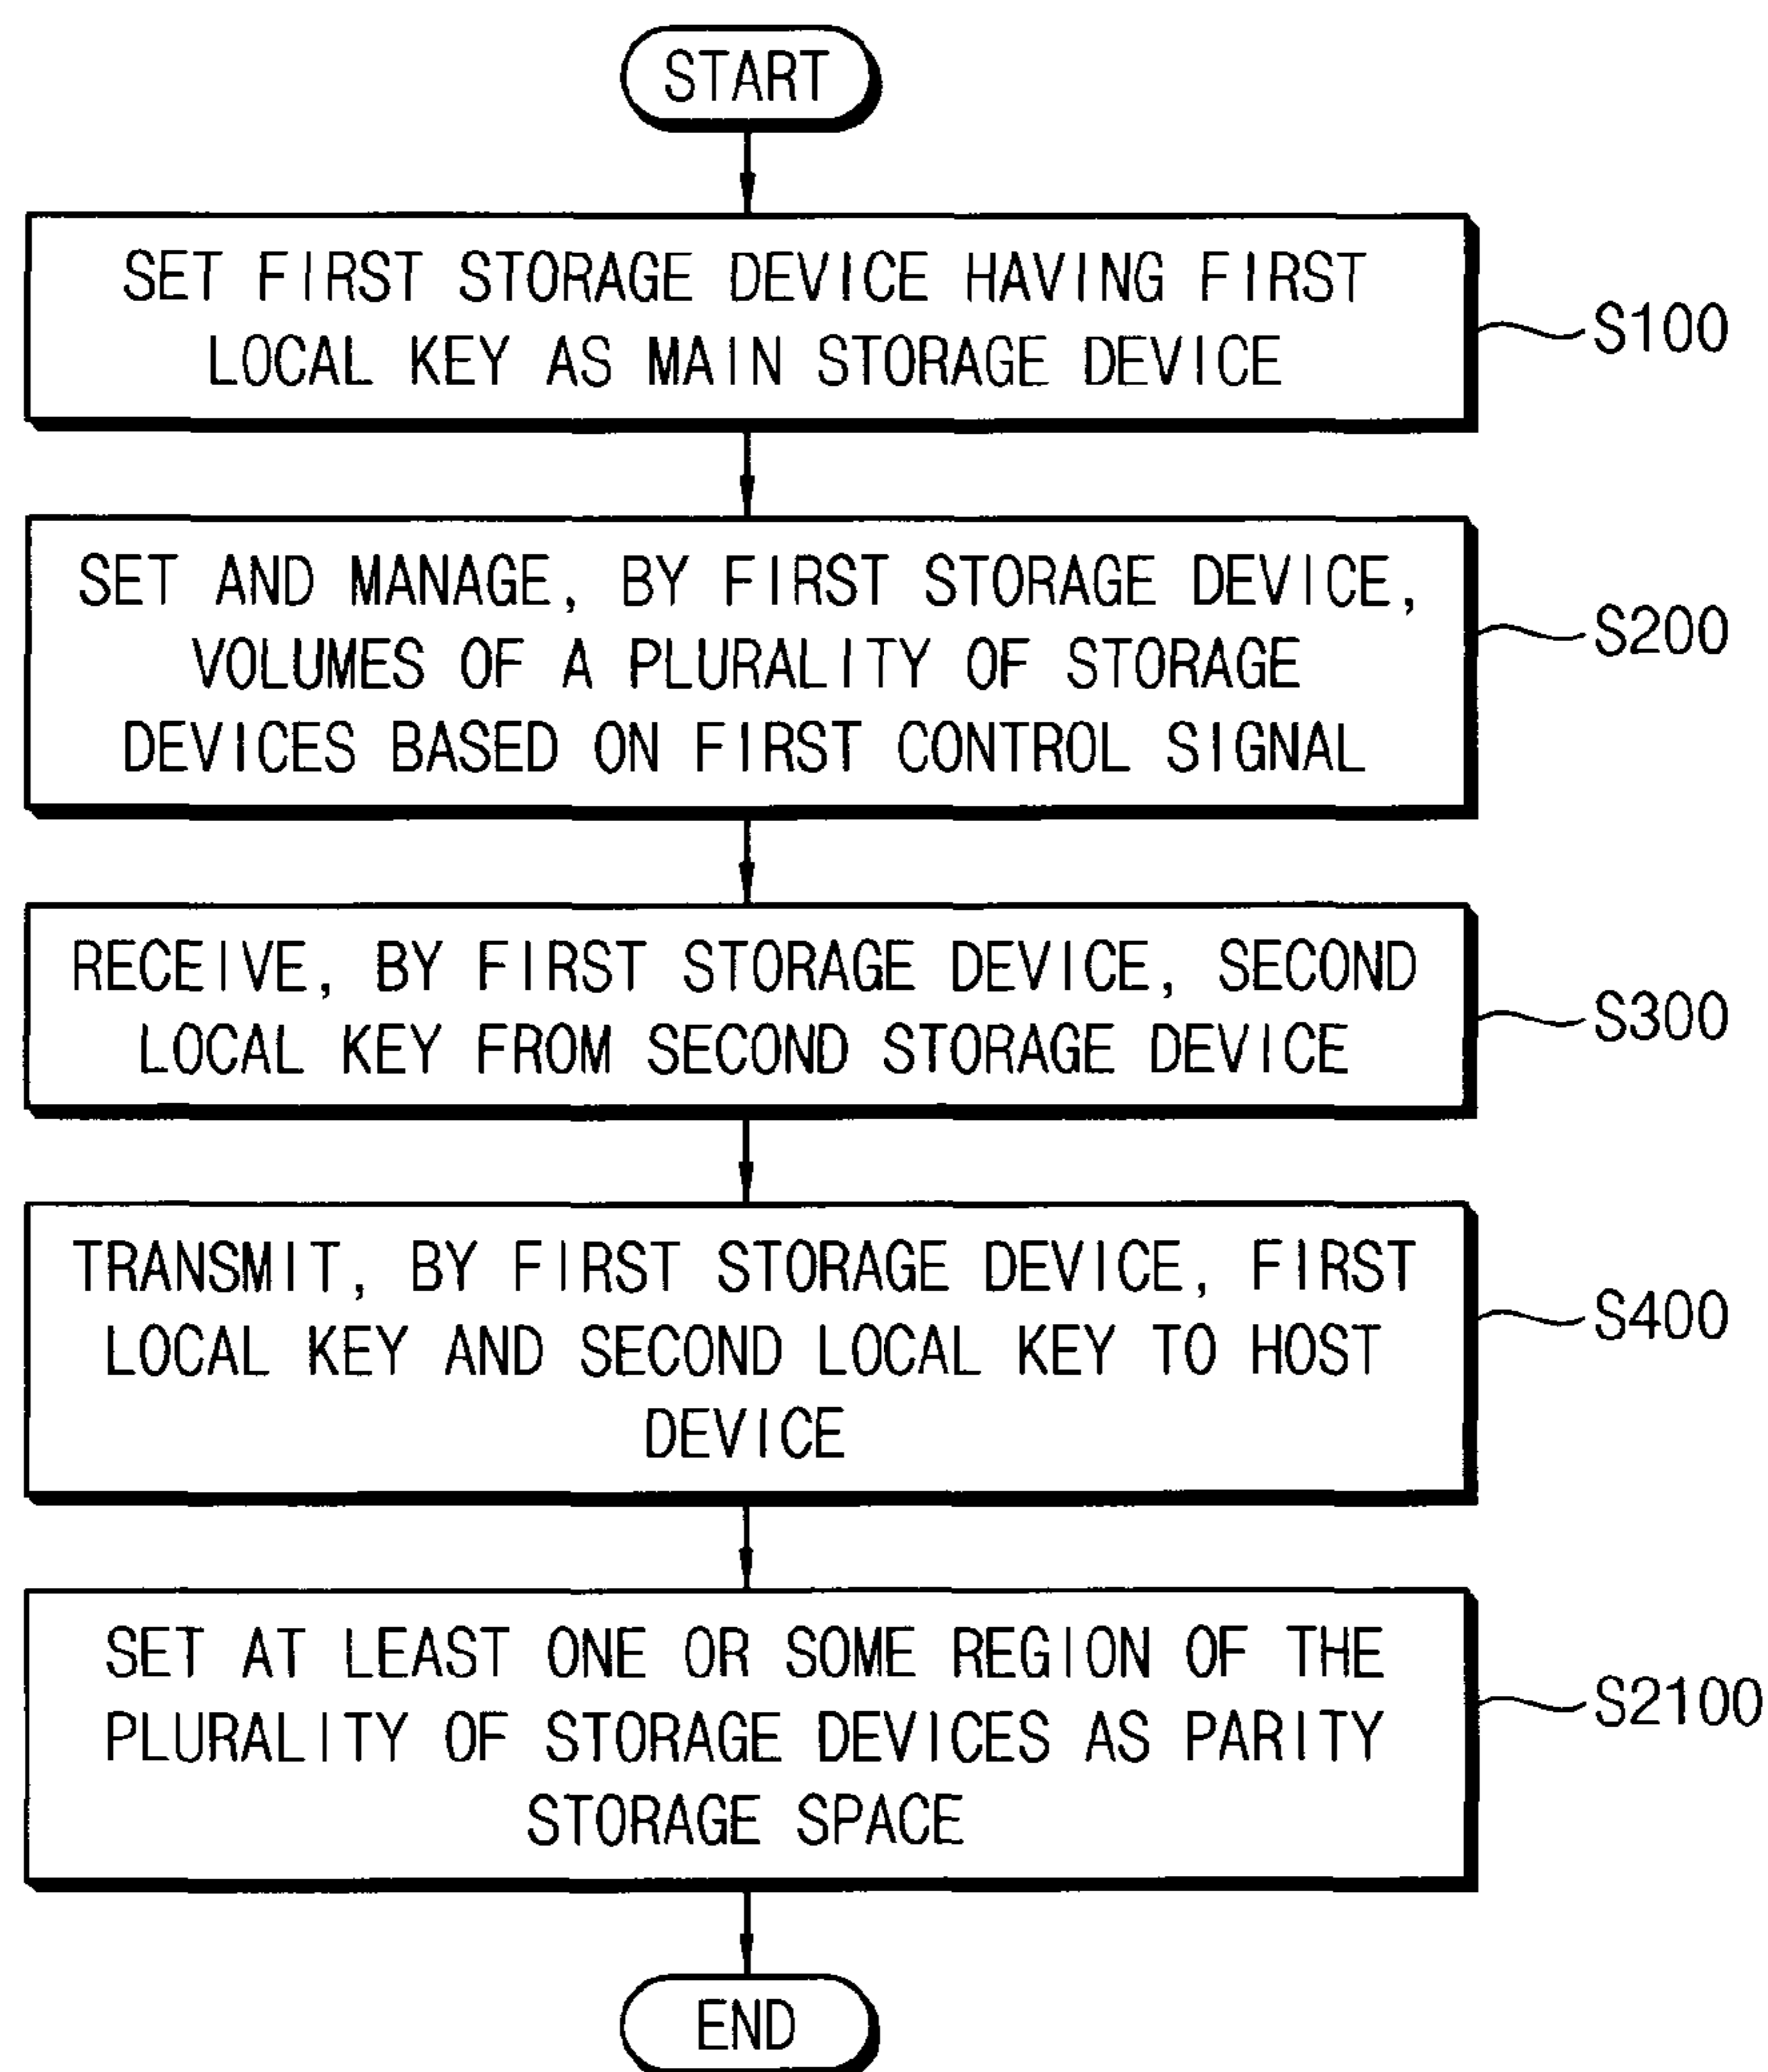 START
SET FIRST STORAGE DEVICE HAVING FIRST
LOCAL KEY AS MAIN STORAGE DEVICE
S100
SET AND MANAGE, BY FIRST STORAGE DEVICE,
VOLUMES OF A PLURALITY OF STORAGE
DEVICES BASED ON FIRST CONTROL SIGNAL
S200
RECEIVE, BY FIRST STORAGE DEVICE, SECOND
LOCAL KEY FROM SECOND STORAGE DEVICE
S300
TRANSMIT, BY FIRST STORAGE DEVICE, FIRST
LOCAL KEY AND SECOND LOCAL KEY TO HOST
DEVICE
S400
SET AT LEAST ONE OR SOME REGION OF THE
PLURALITY OF STORAGE DEVICES AS PARITY
STORAGE SPACE
S2100
END